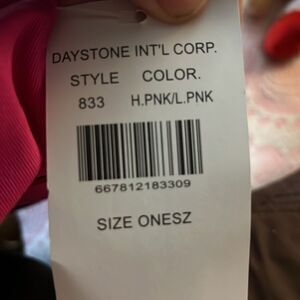 DAYSTONE INT'L CORP.
STYLE COLOR.
833 H.PNK/L.PNK
667812183309
SIZE ONESZ